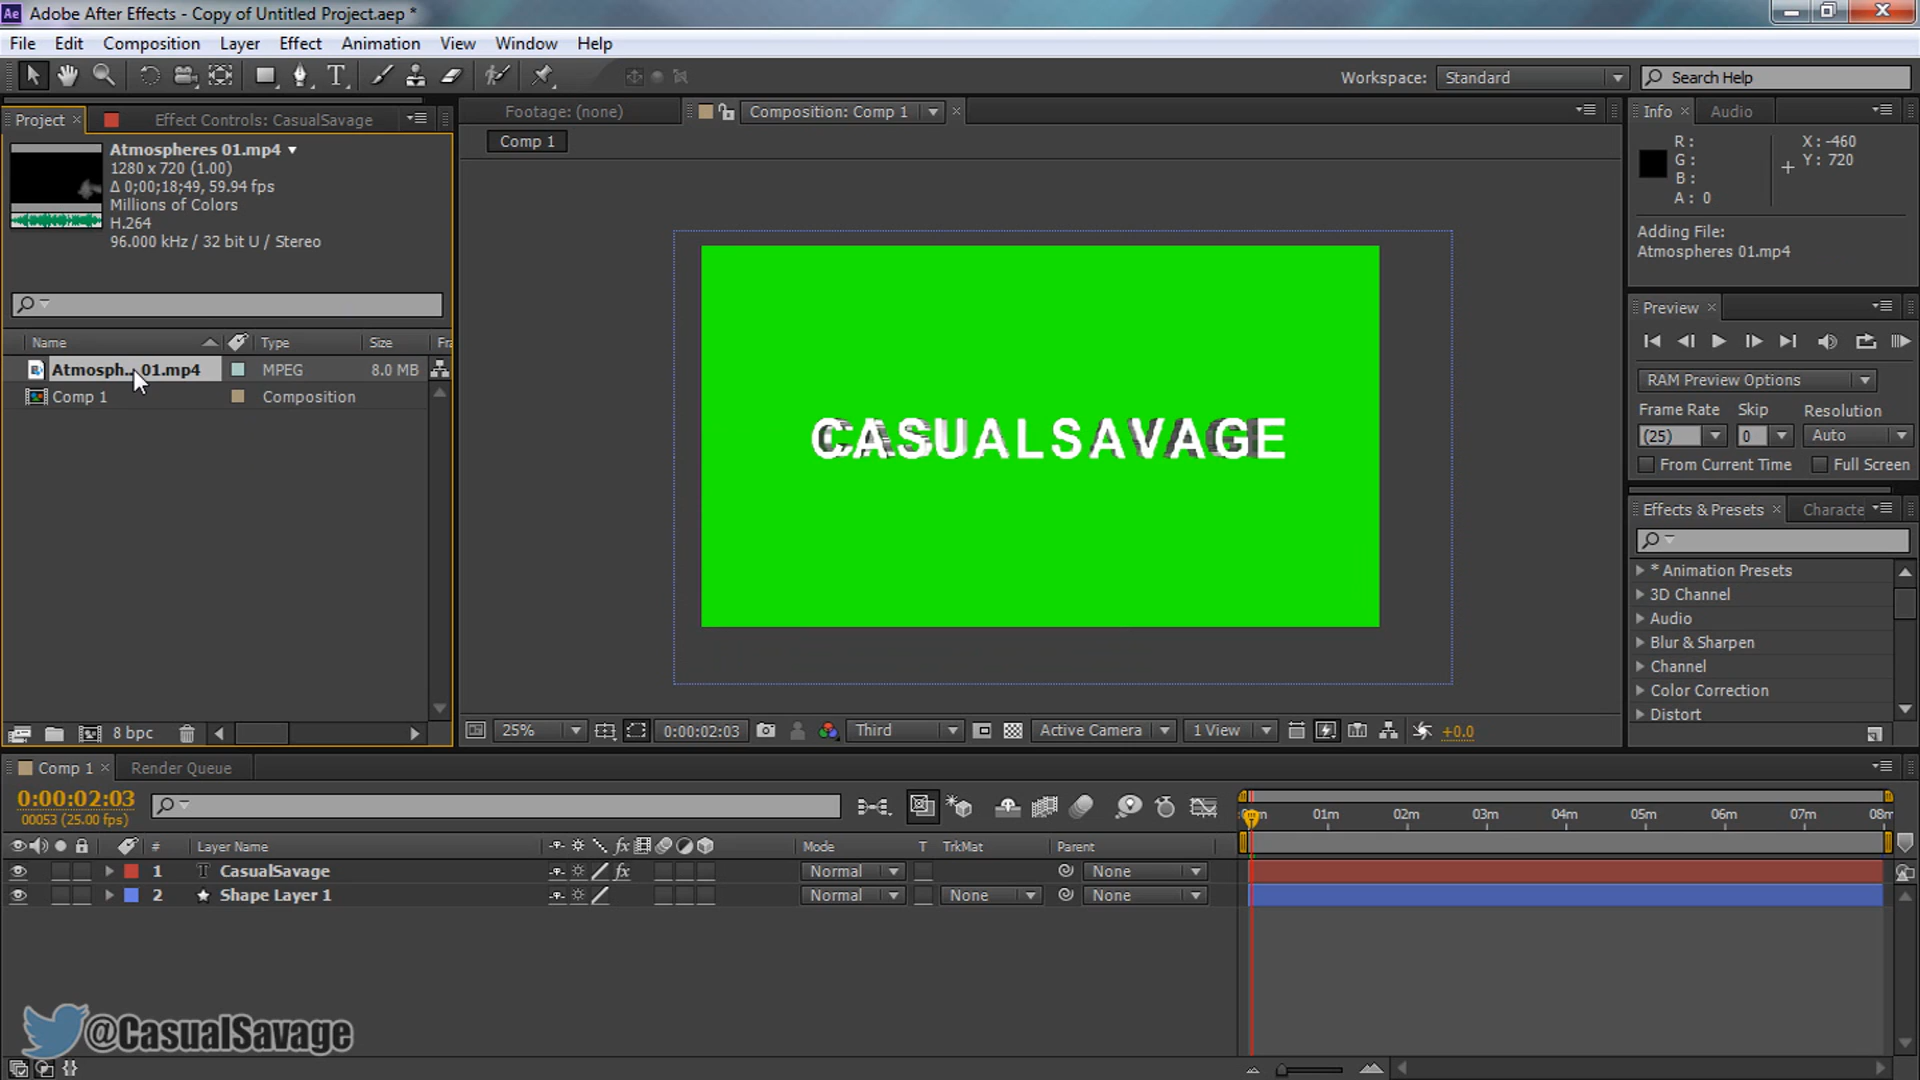 Ae Adobe After Effects - Copy of Untitled Project.aep *
File Edit Composition Layer Effect Animation View Window Help
Workspace: Standard Search Help
Project × Effect Controls: CasualSavage
Atmospheres 01.mp4
1280 x 720 (1.00)
Δ 0;00;18;49, 59.94 fps
Millions of Colors
H.264
96.000 kHz / 32 bit U / Stereo
Name Type Size Fra
Atmosph... 01.mp4 MPEG 8.0 MB
Comp 1 Composition
8 bpc
Footage: (none) Composition: Comp 1 ×
Comp 1
CASUALSAVAGE
25% 0:00:02:03 Third Active Camera 1 View +0.0
Info × Audio
R : X : -460
G : Y : 720
B :
A : 0
Adding File:
Atmospheres 01.mp4
Preview ×
RAM Preview Options
Frame Rate Skip Resolution
(25) 0 Auto
From Current Time Full Screen
Effects & Presets × Characte
* Animation Presets
3D Channel
Audio
Blur & Sharpen
Channel
Color Correction
Distort
Comp 1 × Render Queue
0:00:02:03
00053 (25.00 fps)
01m 02m 03m 04m 05m 06m 07m 08m
# Layer Name fx Mode T TrkMat Parent
1 T CasualSavage fx Normal None
2 Shape Layer 1 Normal None None
@CasualSavage